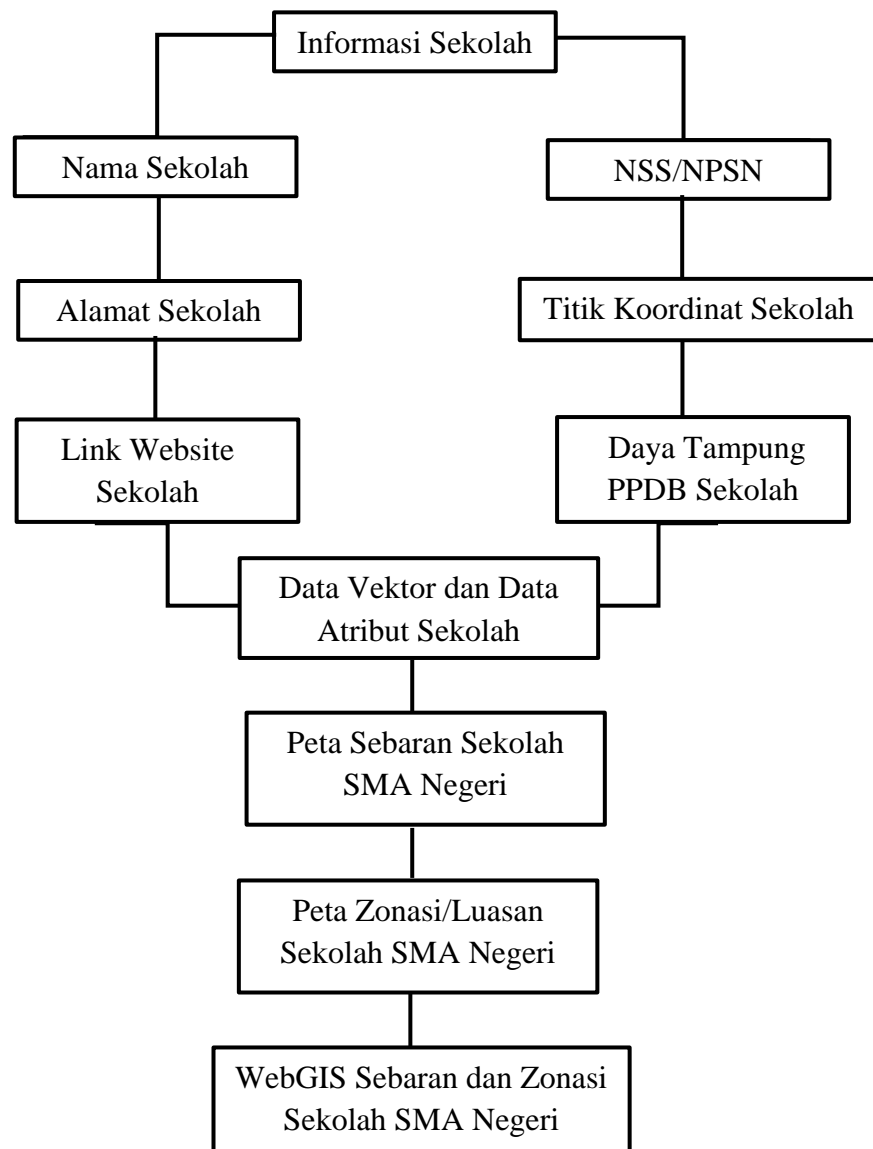 Informasi Sekolah
Nama Sekolah
NSS/NPSN
Alamat Sekolah
Titik Koordinat Sekolah
Link Website
Sekolah
Daya Tampung
PPDB Sekolah
Data Vektor dan Data
Atribut Sekolah
Peta Sebaran Sekolah
SMA Negeri
Peta Zonasi/Luasan
Sekolah SMA Negeri
WebGIS Sebaran dan Zonasi
Sekolah SMA Negeri